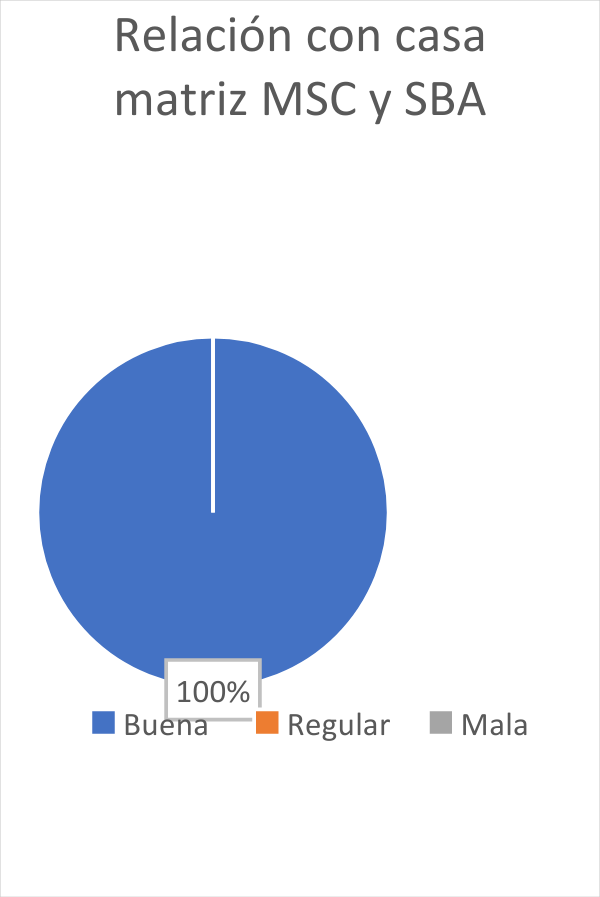 Relación con casa
matriz MSC y SBA
100%
Buena Regular Mala